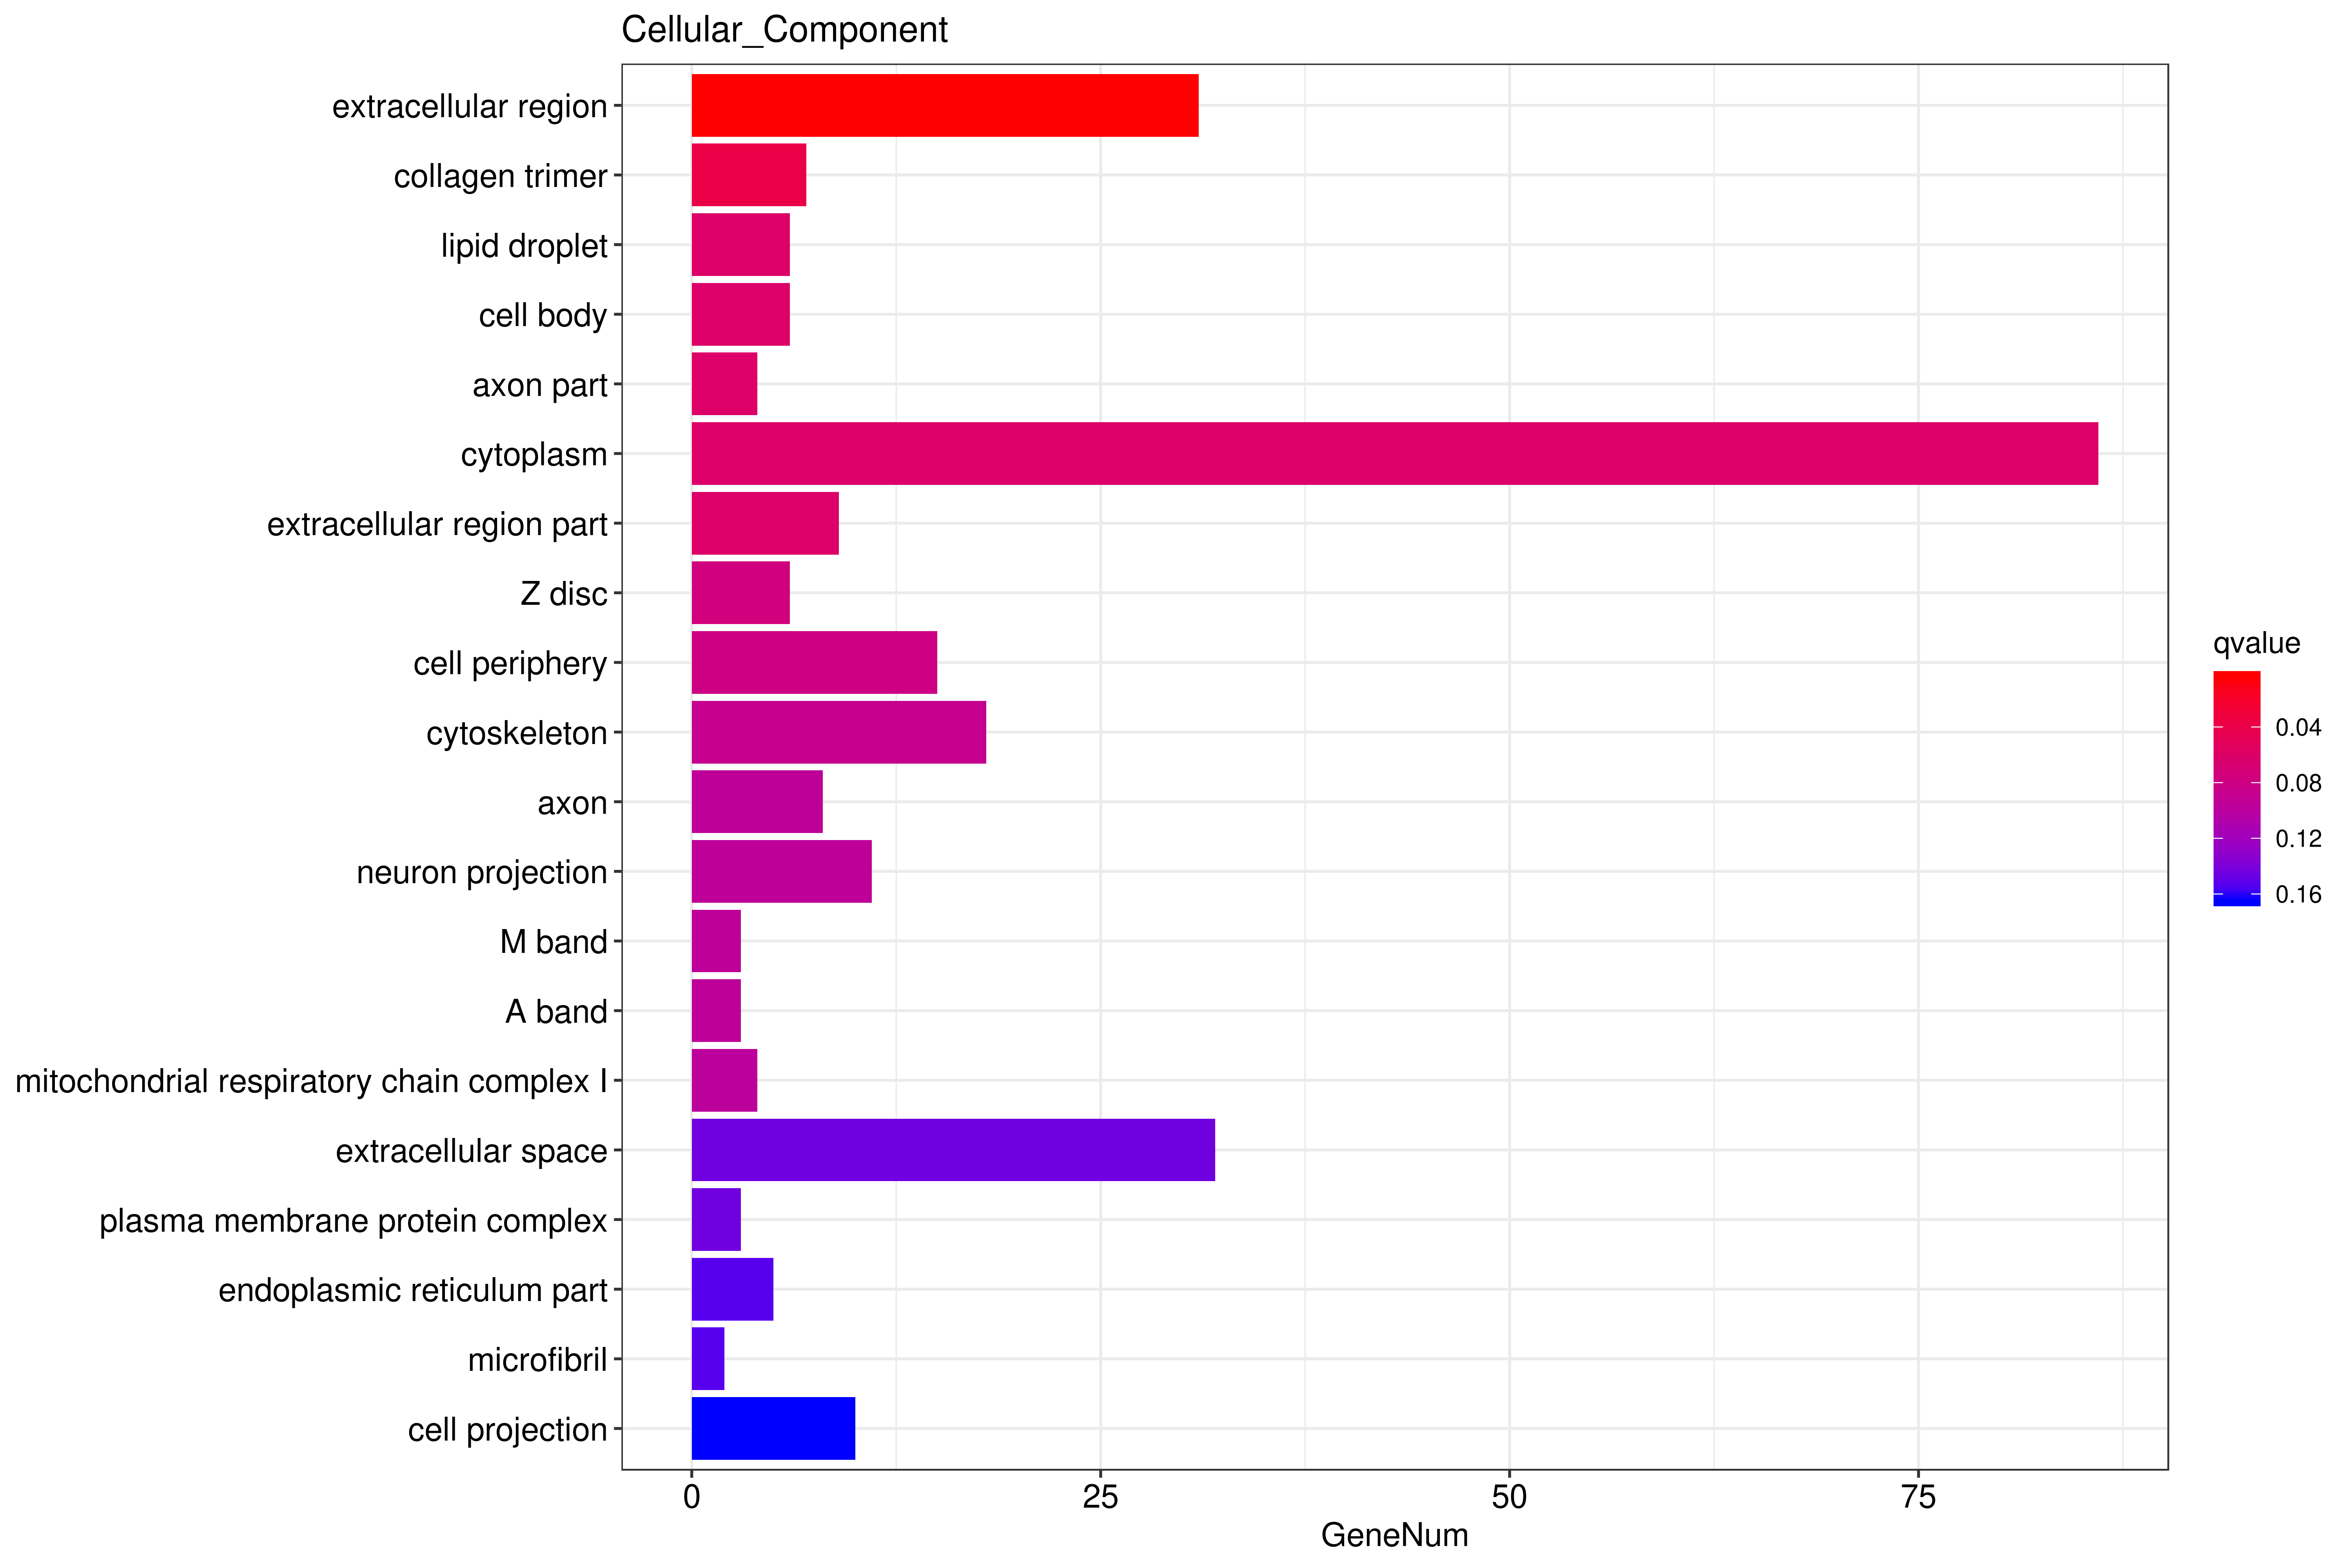 Cellular_Component
extracellular region
collagen trimer
lipid droplet
cell body
axon part
cytoplasm
extracellular region part
Z disc
cell periphery
cytoskeleton
axon
neuron projection
M band
A band
mitochondrial respiratory chain complex I
extracellular space
plasma membrane protein complex
endoplasmic reticulum part
microfibril
cell projection
0 25 50 75
GeneNum
qvalue
0.04
0.08
0.12
0.16